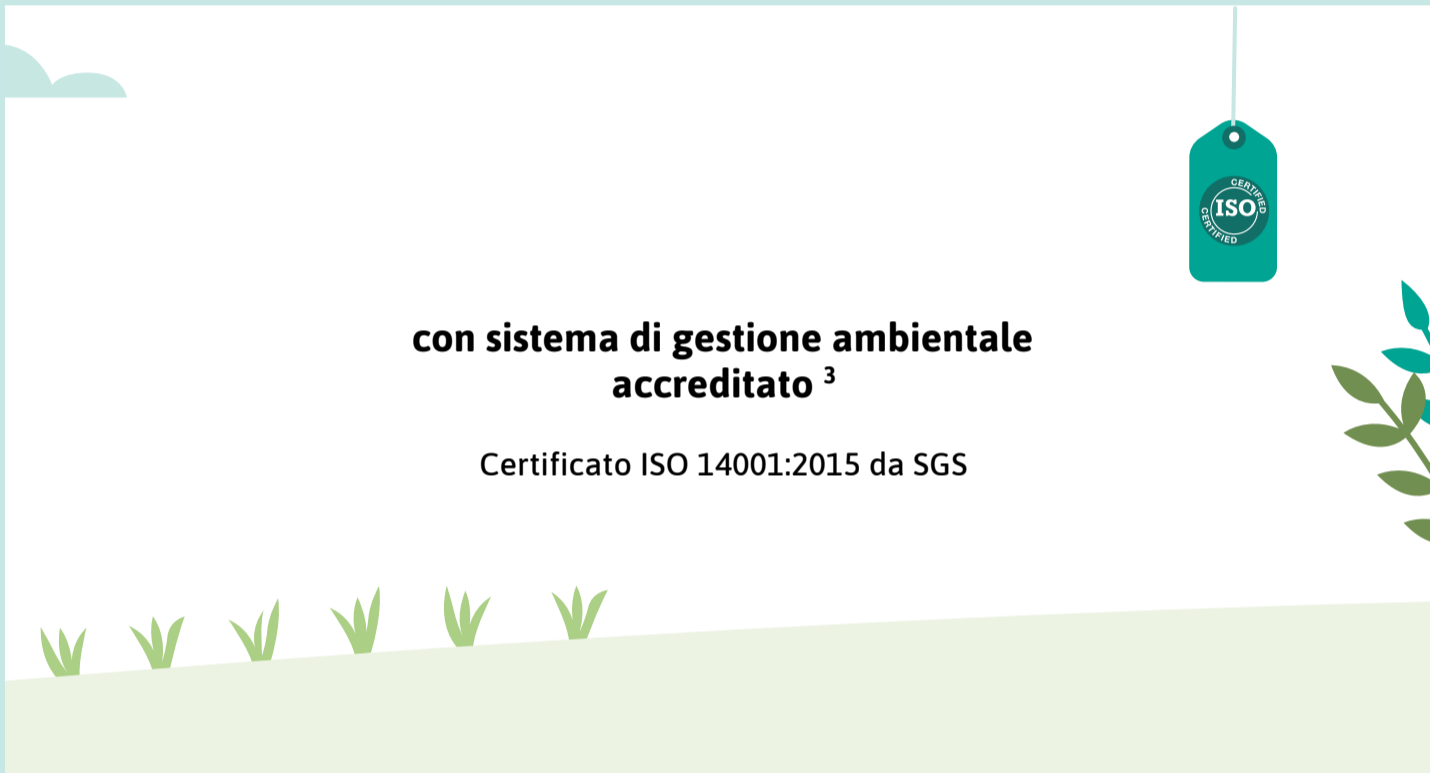 CERTIFIED
ISO
CERTIFIED
con sistema di gestione ambientale
accreditato ³
Certificato ISO 14001:2015 da SGS